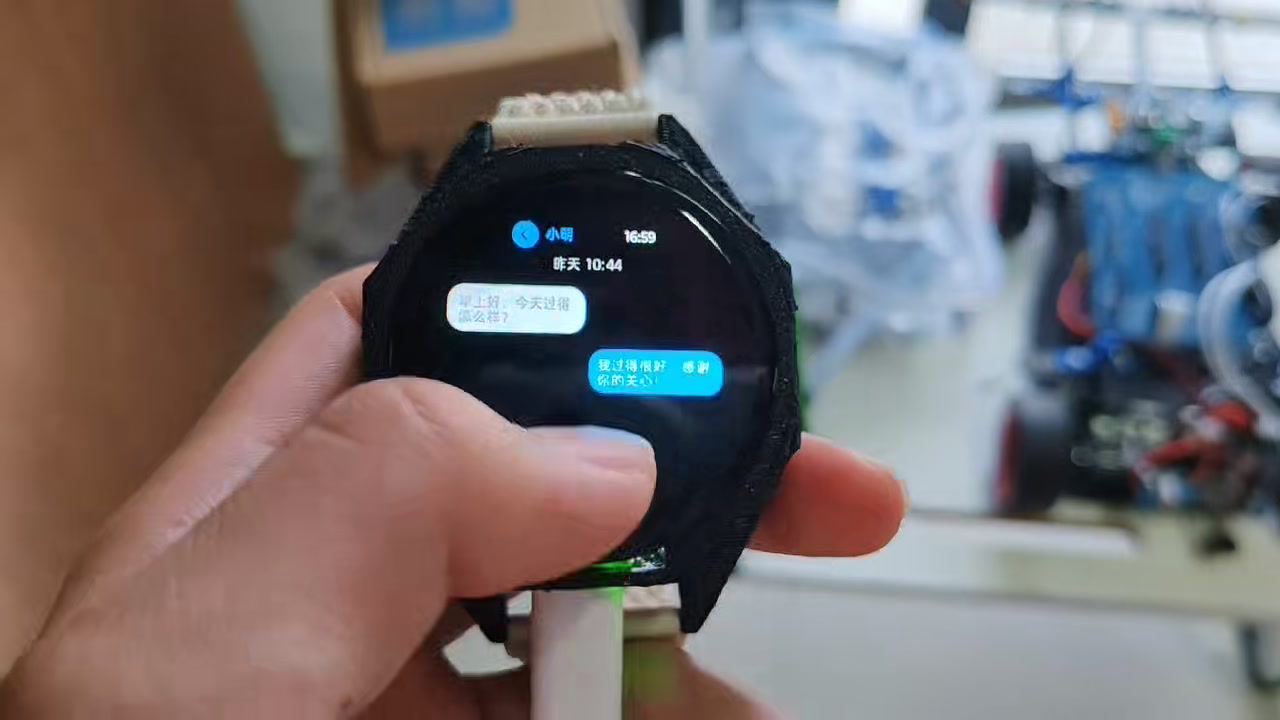 小明
16:59
昨天 10:44
早上好，今天过得
怎么样？
我过得很好，感谢
你的关心！